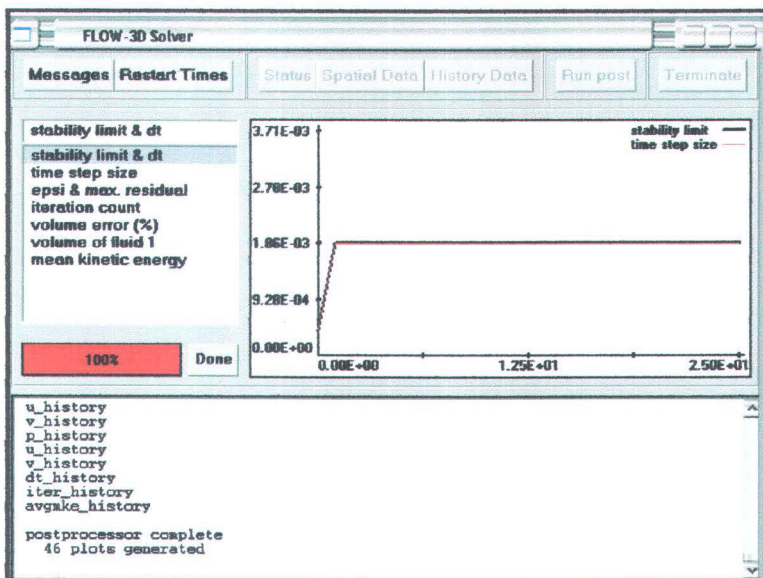 FLOW-3D Solver
Messages Restart Times Status Spatial Data History Data Run post Terminate
stability limit & dt
stability limit & dt
time step size
epsi & max. residual
iteration count
volume error (%)
volume of fluid 1
mean kinetic energy
100% Done
stability limit
time step size
3.71E-03
2.78E-03
1.86E-03
9.28E-04
0.00E+00
0.00E+00 1.25E+01 2.50E+01
u_history
v_history
p_history
u_history
v_history
dt_history
iter_history
avgmke_history
postprocessor complete
46 plots generated